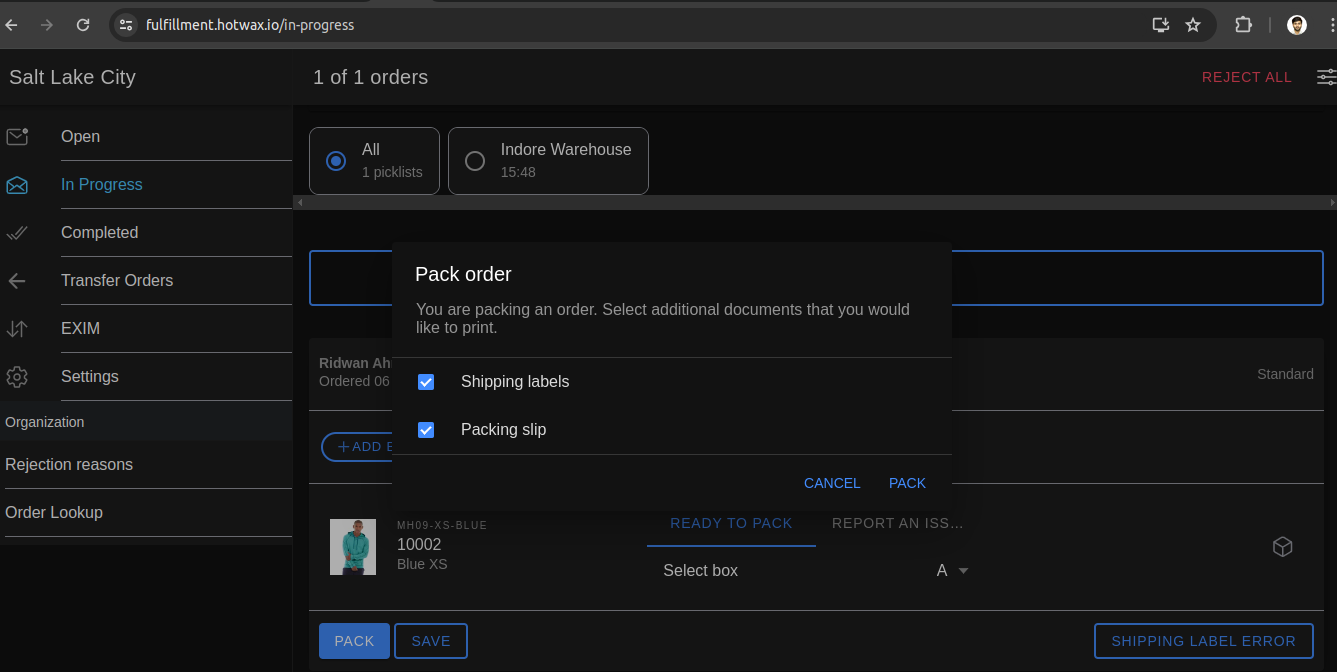 fulfillment.hotwax.io/in-progress
Salt Lake City
Open
In Progress
Completed
Transfer Orders
EXIM
Settings
Organization
Rejection reasons
Order Lookup
1 of 1 orders
REJECT ALL
All
1 picklists
Indore Warehouse
15:48
Pack order
You are packing an order. Select additional documents that you would
like to print.
Shipping labels
Packing slip
CANCEL PACK
Ridwan Ah
Ordered 06
Standard
ADD
MH09-XS-BLUE
10002
Blue XS
READY TO PACK
REPORT AN ISS...
Select box
A
PACK
SAVE
SHIPPING LABEL ERROR